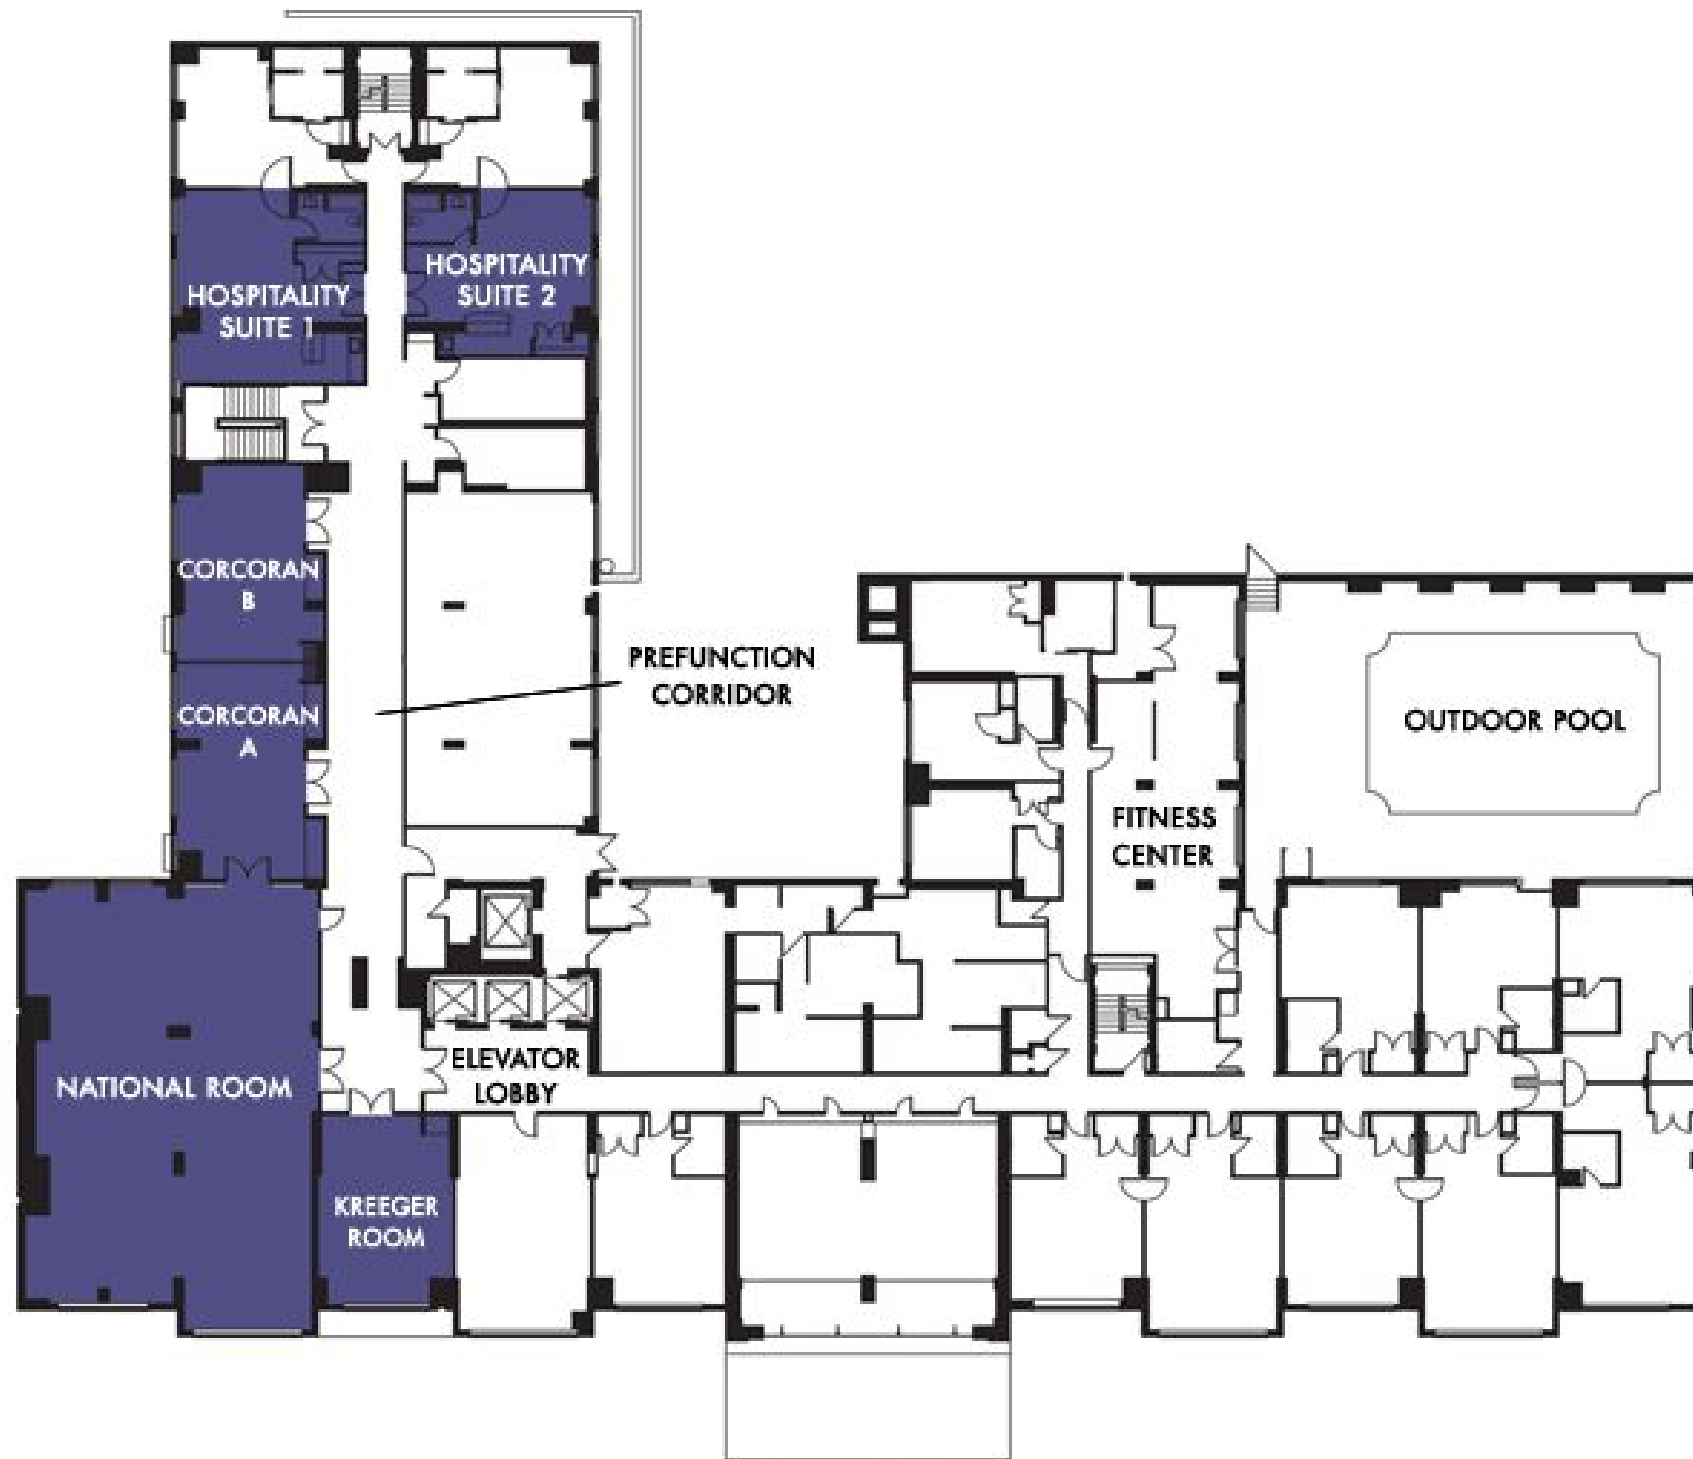 HOSPITALITY
SUITE 1
HOSPITALITY
SUITE 2
CORCORAN
B
CORCORAN
A
PREFUNCTION
CORRIDOR
OUTDOOR POOL
FITNESS
CENTER
ELEVATOR
LOBBY
NATIONAL ROOM
KREEGER
ROOM